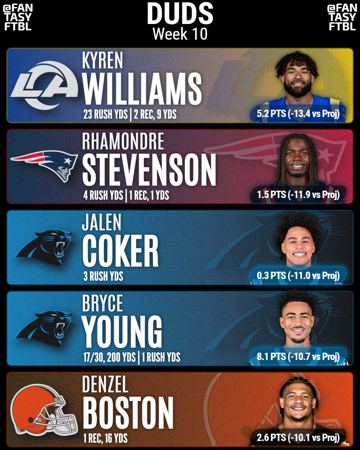 @FAN
TASY
FTBL
DUDS
Week 10
@FAN
TASY
FTBL
KYREN
WILLIAMS
23 RUSH YDS | 2 REC, 9 YDS
5.2 PTS (-13.4 vs Proj)
RHAMONDRE
STEVENSON
4 RUSH YDS | 1 REC, 1 YDS
1.5 PTS (-11.9 vs Proj)
JALEN
COKER
3 RUSH YDS
0.3 PTS (-11.0 vs Proj)
BRYCE
YOUNG
17/30, 200 YDS | 1 RUSH YDS
8.1 PTS (-10.7 vs Proj)
DENZEL
BOSTON
1 REC, 16 YDS
2.6 PTS (-10.1 vs Proj)